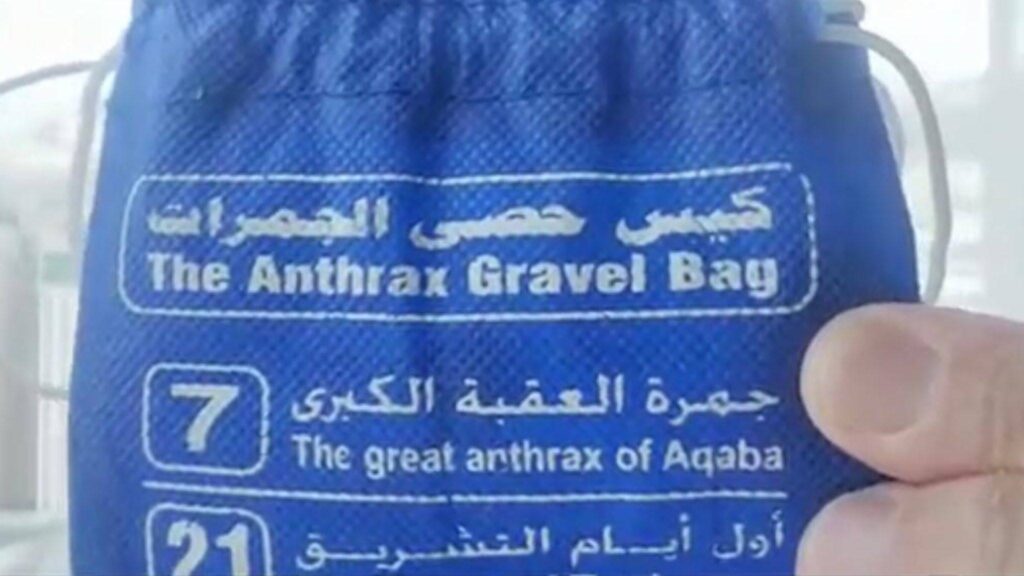 كيس حصى الجمرات
The Anthrax Gravel Bag
7
جمرة العقبة الكبرى
The great anthrax of Aqaba
21
أول أيام التشريق